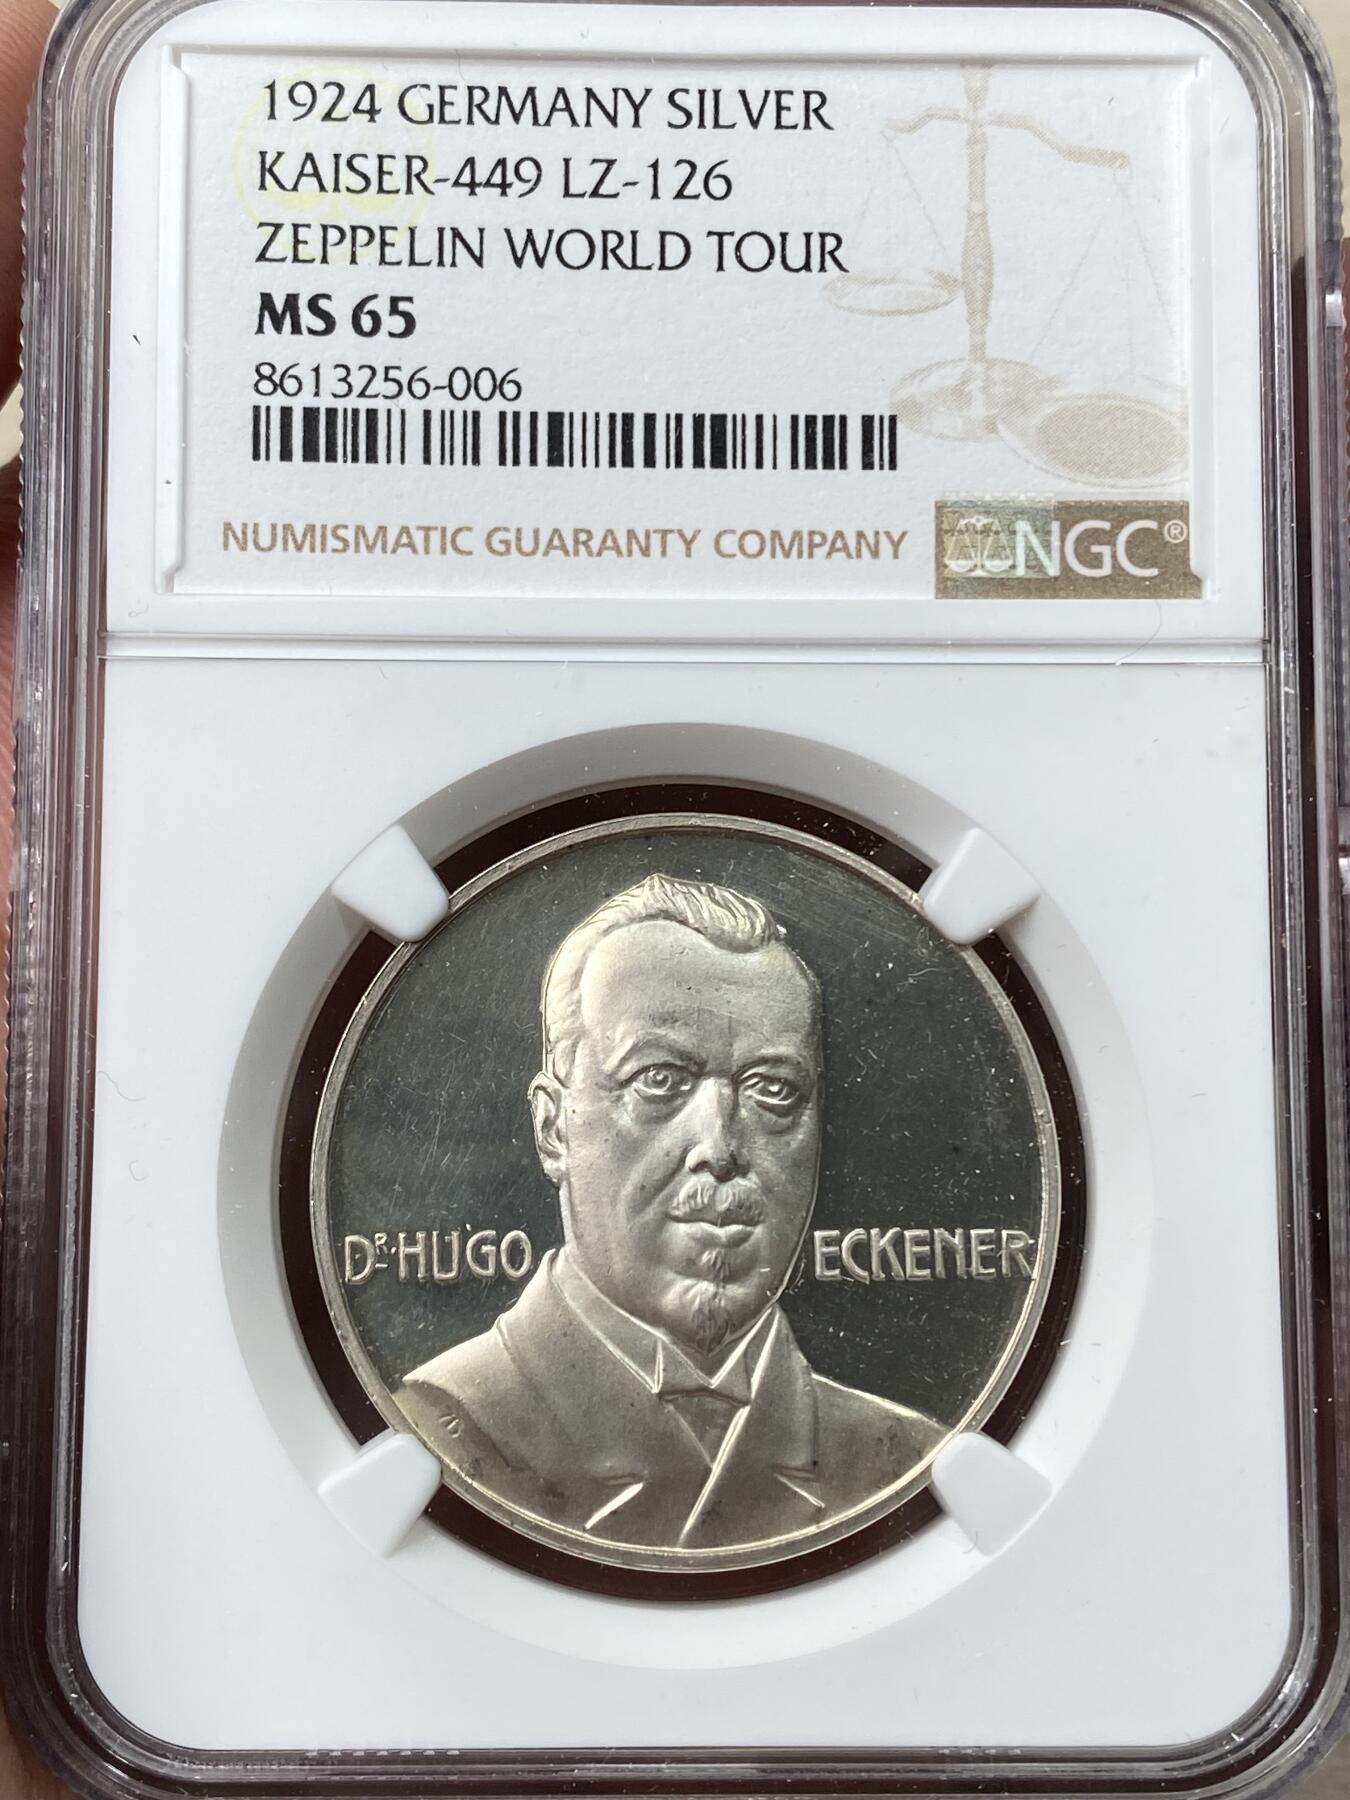 1924 GERMANY SILVER
KAISER-449 LZ-126
ZEPPELIN WORLD TOUR
MS 65
8613256-006
NUMISMATIC GUARANTY COMPANY NGC®
DR. HUGO ECKENER